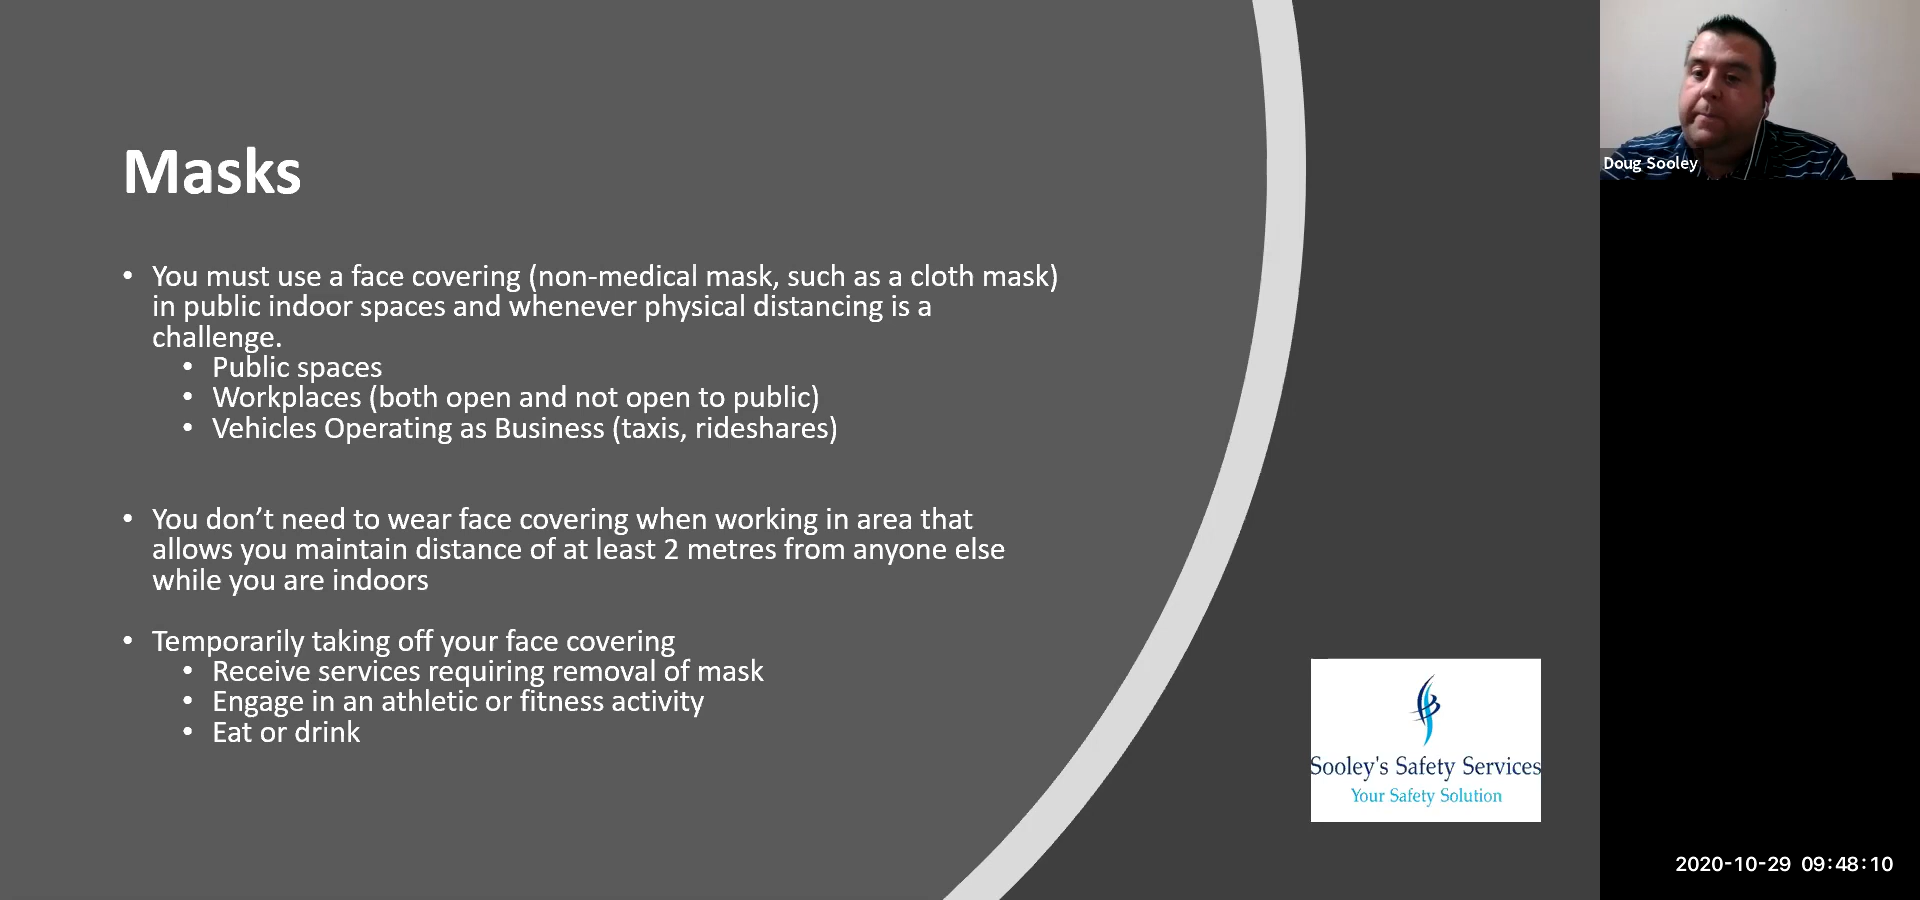 Masks
• You must use a face covering (non-medical mask, such as a cloth mask)
in public indoor spaces and whenever physical distancing is a
challenge.
• Public spaces
• Workplaces (both open and not open to public)
• Vehicles Operating as Business (taxis, rideshares)
• You don’t need to wear face covering when working in area that
allows you maintain distance of at least 2 metres from anyone else
while you are indoors
• Temporarily taking off your face covering
• Receive services requiring removal of mask
• Engage in an athletic or fitness activity
• Eat or drink
Sooley's Safety Services
Your Safety Solution
Doug Sooley
2020-10-29 09:48:10